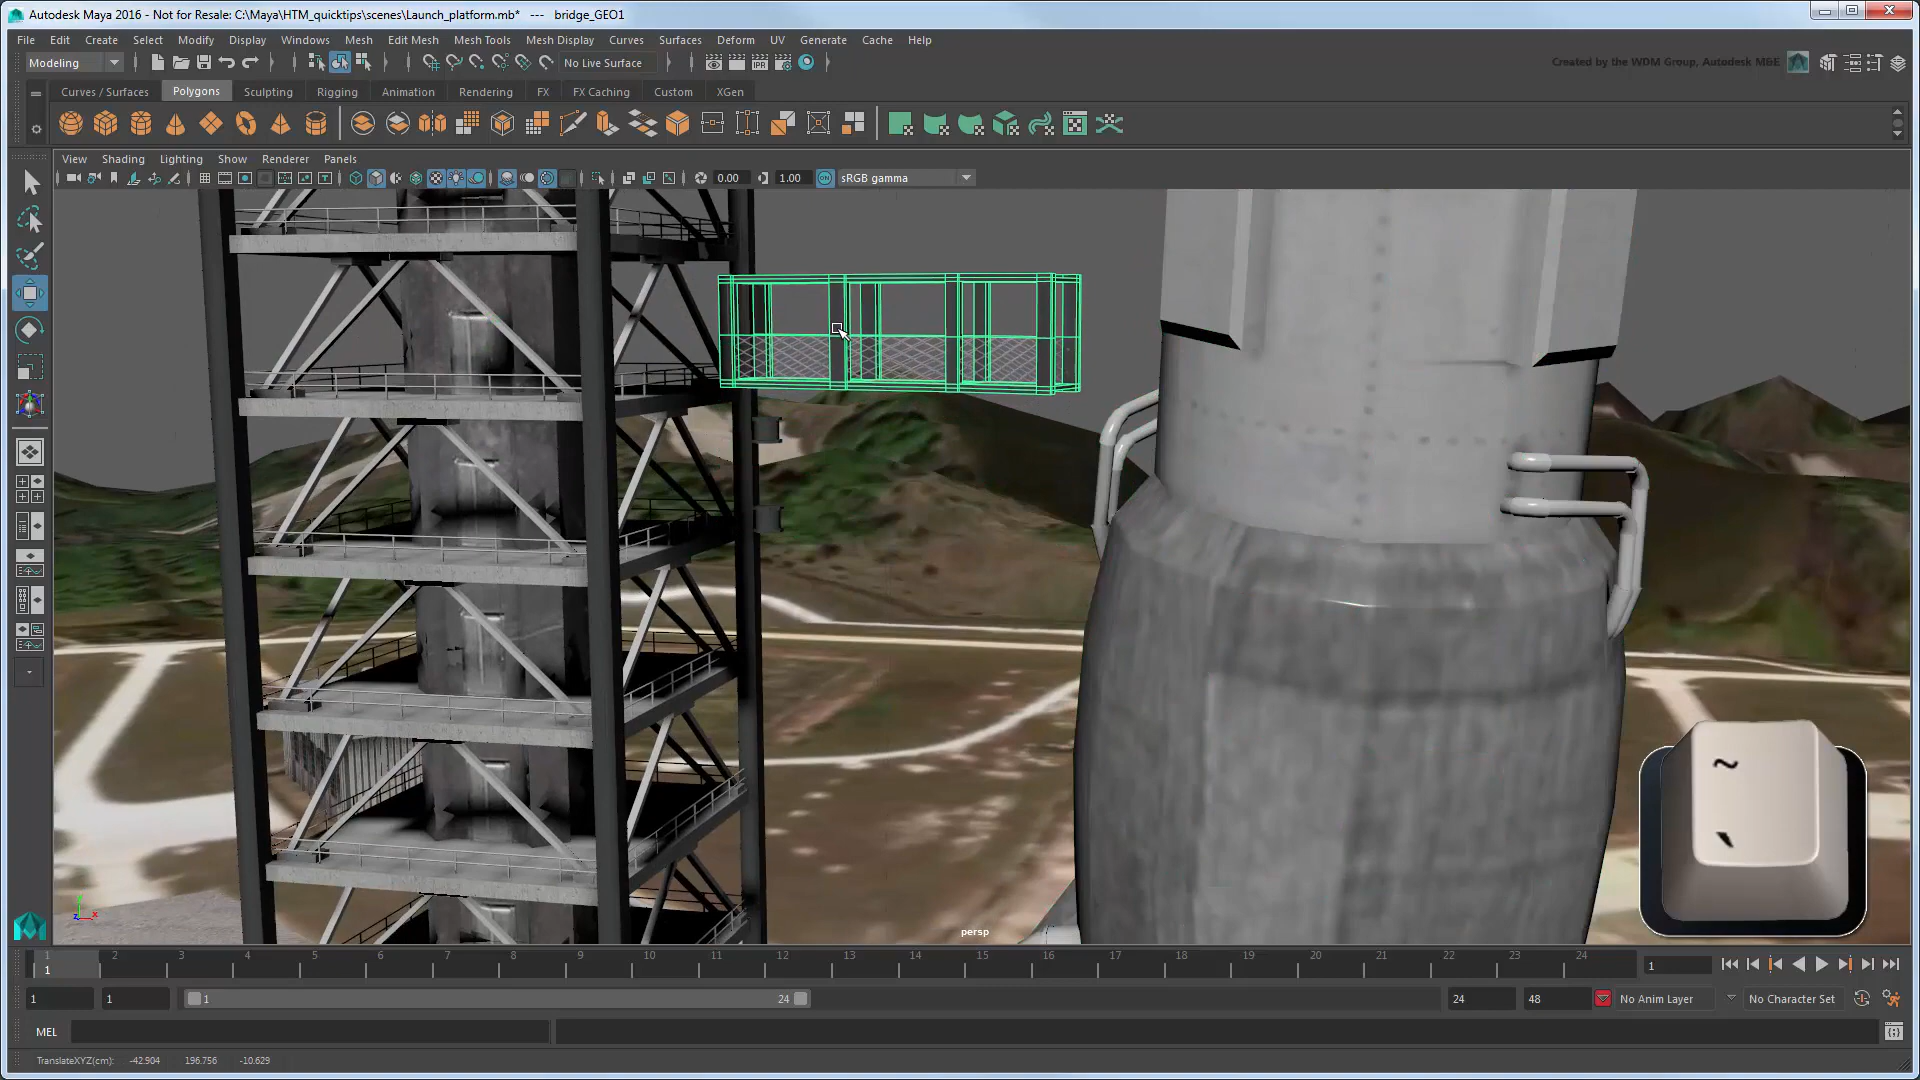 Autodesk Maya 2016 - Not for Resale: C:\Maya\HTM_quicktips\scenes\Launch_platform.mb*   ---   bridge_GEO1
File Edit Create Select Modify Display Windows Mesh Edit Mesh Mesh Tools Mesh Display Curves Surfaces Deform UV Generate Cache Help
Modeling No Live Surface IPR Created by the WDM Group, Autodesk M&E
Curves / Surfaces Polygons Sculpting Rigging Animation Rendering FX FX Caching Custom XGen
View Shading Lighting Show Renderer Panels
0.00 1.00 ON sRGB gamma
~
`
y
z x
persp
1 2 3 4 5 6 7 8 9 10 11 12 13 14 15 16 17 18 19 20 21 22 23 24
1 1
1 1 1 24 24 48 No Anim Layer No Character Set
MEL
TranslateXYZ(cm): -42.904 196.756 -10.629